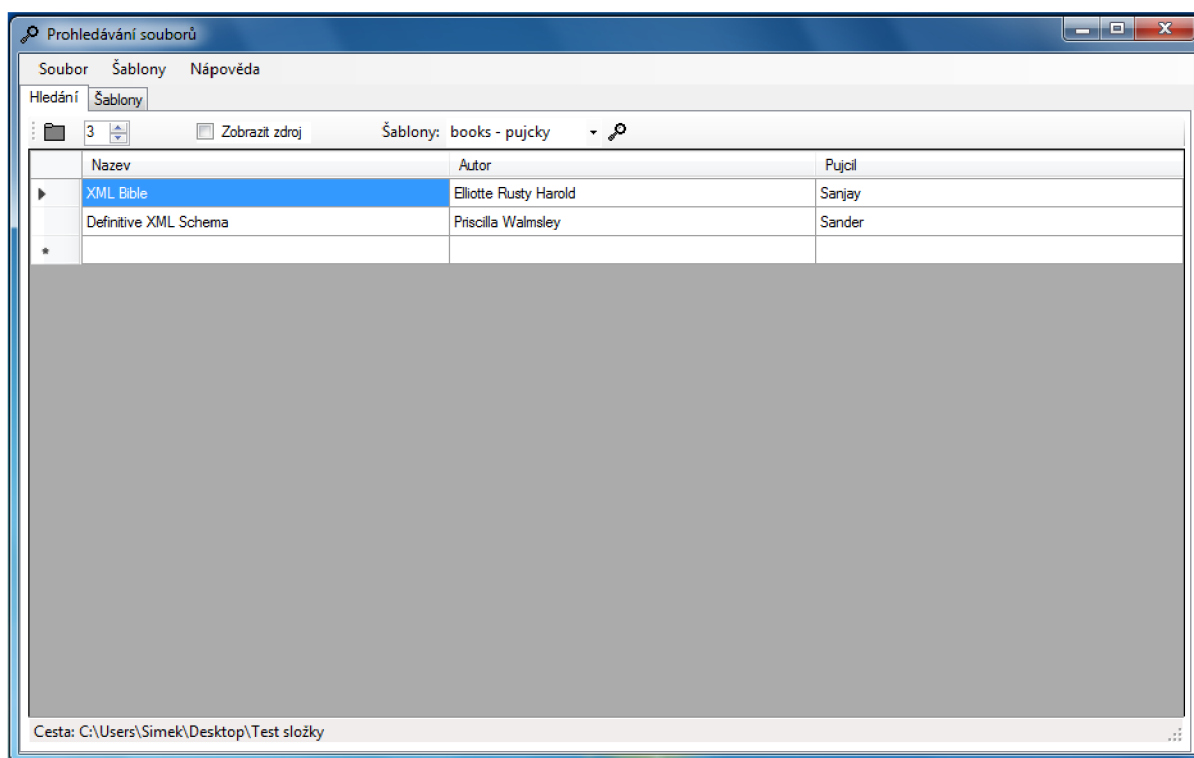 Prohledávání souborů
Soubor Šablony Nápověda
Hledání Šablony
3 Zobrazit zdroj Šablony: books - pujcky
Nazev Autor Pujcil
XML Bible Elliotte Rusty Harold Sanjay
Definitive XML Schema Priscilla Walmsley Sander
*
Cesta: C:\Users\Simek\Desktop\Test složky